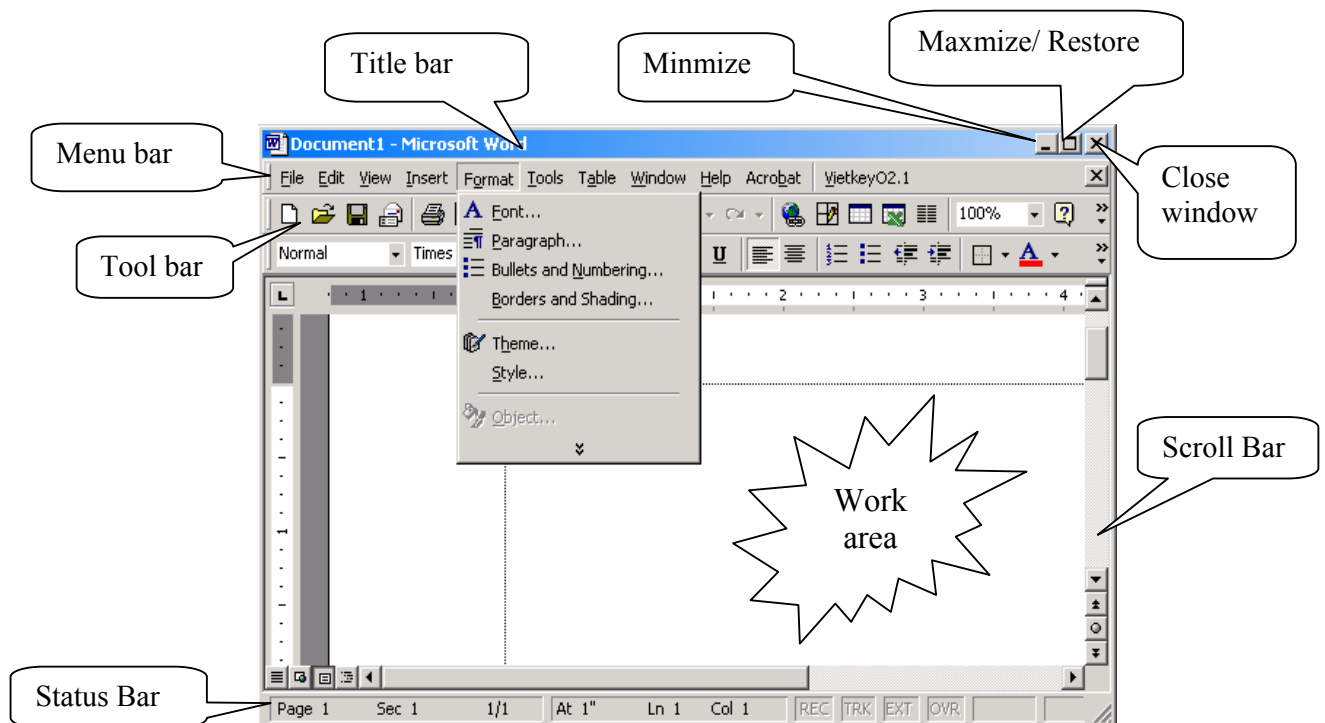 Title bar
Minmize
Maxmize/ Restore
Menu bar
Document1 - Microsoft Word
Close
window
File Edit View Insert Format Tools Table Window Help Acrobat VietkeyO2.1
Tool bar
100%
Normal Times
Font...
Paragraph...
Bullets and Numbering...
Borders and Shading...
Theme...
Style...
Object...
1 2 3 4
Scroll Bar
Work
area
1
Status Bar
Page 1 Sec 1 1/1 At 1" Ln 1 Col 1 REC TRK EXT OVR